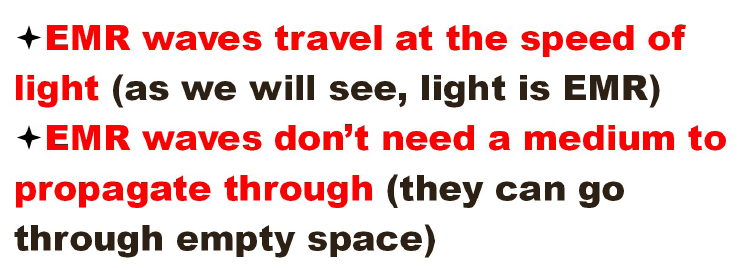 ✦EMR waves travel at the speed of
light (as we will see, light is EMR)
✦EMR waves don’t need a medium to
propagate through (they can go
through empty space)